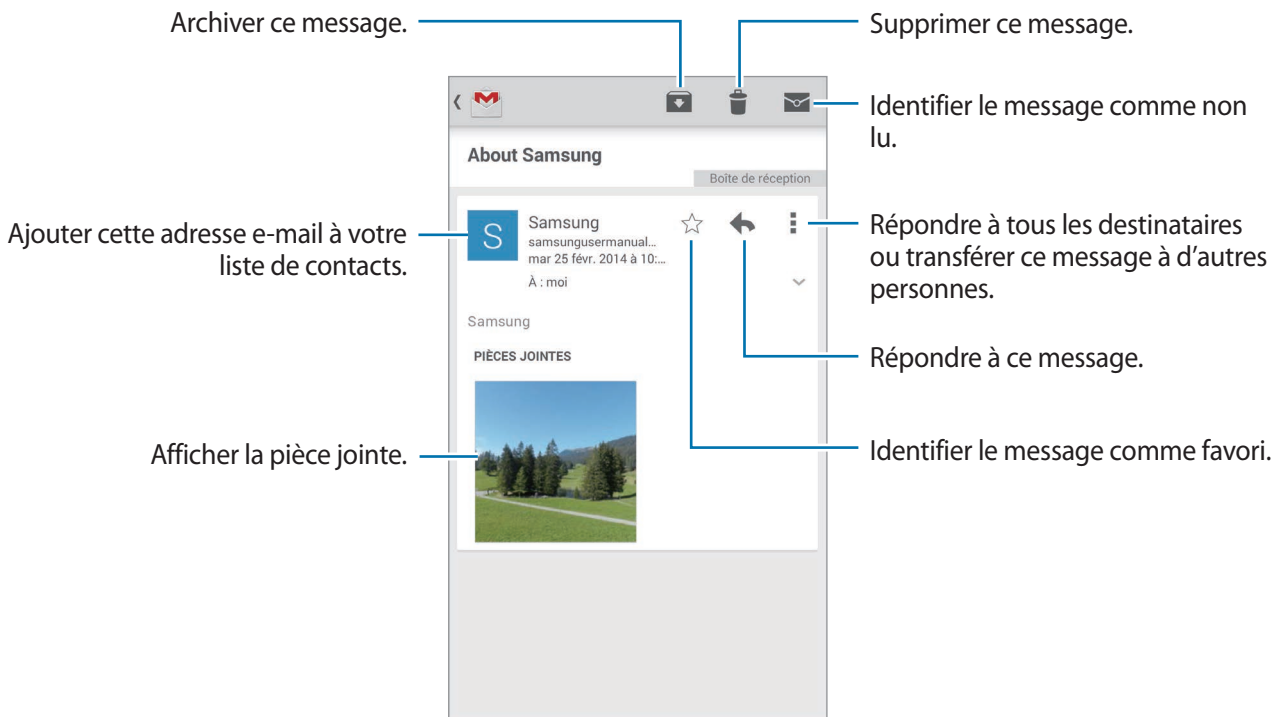 Archiver ce message.
Supprimer ce message.
Identifier le message comme non
lu.
About Samsung
Boîte de réception
Ajouter cette adresse e-mail à votre
liste de contacts.
S
Samsung
samsungusermanual...
mar 25 févr. 2014 à 10:...
À : moi
Répondre à tous les destinataires
ou transférer ce message à d’autres
personnes.
Samsung
PIÈCES JOINTES
Répondre à ce message.
Afficher la pièce jointe.
Identifier le message comme favori.